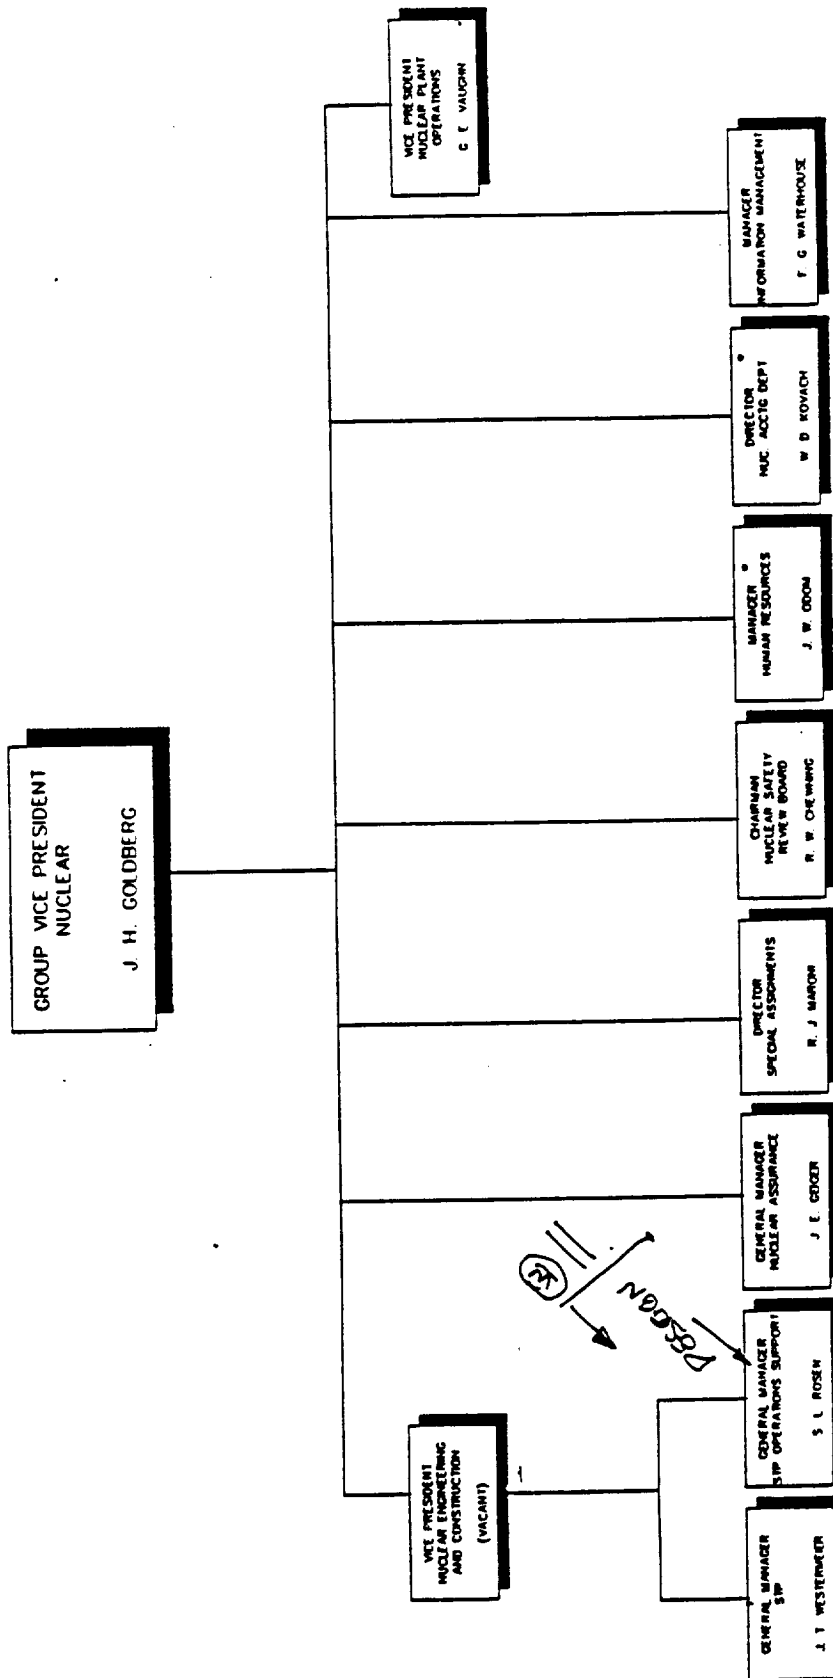 GROUP VICE PRESIDENT
NUCLEAR
J. H. GOLDBERG
VICE PRESIDENT
NUCLEAR ENGINEERING
AND CONSTRUCTION
(VACANT)
VICE PRESIDENT
NUCLEAR PLANT
OPERATIONS
G E VAUGHN
GENERAL MANAGER
STP
J T WESTERMEIER
GENERAL MANAGER
STP OPERATIONS SUPPORT
S L ROSEN
GENERAL MANAGER
NUCLEAR ASSURANCE
J E. GEIGER
DIRECTOR
SPECIAL ASSIGNMENTS
R. J MARONI
CHAIRMAN
NUCLEAR SAFETY
REVIEW BOARD
R. W. CHEWNING
MANAGER
HUMAN RESOURCES
J. W. ODOM
DIRECTOR
NUC. ACCTG DEPT
W D KOVACH
MANAGER
INFORMATION MANAGEMENT
F. G WATERHOUSE